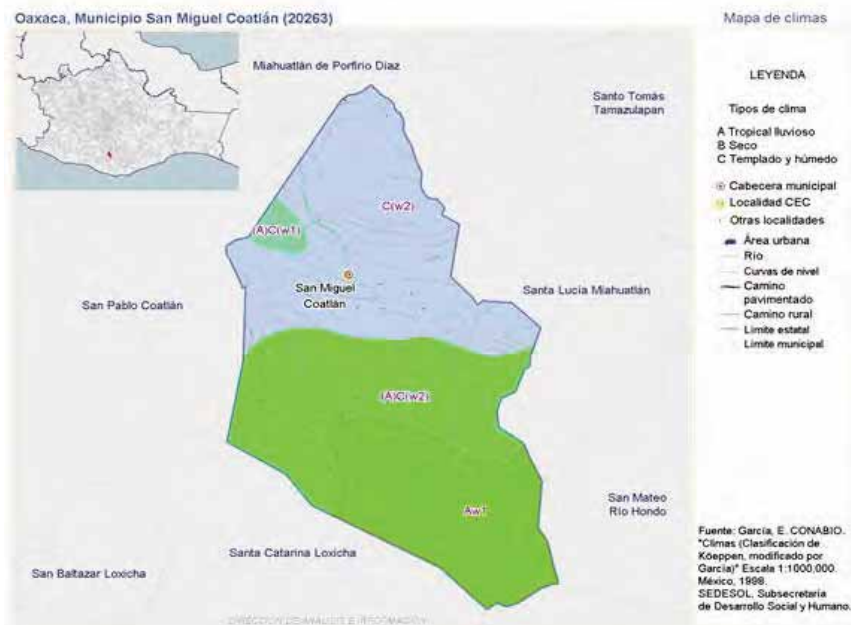 Oaxaca, Municipio San Miguel Coatlán (20263)
Mapa de climas
Miahuatlán de Porfirio Díaz
Santo Tomás
Tamazulapan
C(w2)
(A)C(w1)
San Miguel
Coatlán
San Pablo Coatlán
Santa Lucía Miahuatlán
(A)C(w2)
Aw1
San Mateo
Río Hondo
Santa Catarina Loxicha
San Baltazar Loxicha
DIRECCIÓN DE ANÁLISIS E INFORMACIÓN
LEYENDA
Tipos de clima
A Tropical lluvioso
B Seco
C Templado y húmedo
Cabecera municipal
Localidad CEC
Otras localidades
Área urbana
Río
Curvas de nivel
Camino
pavimentado
Camino rural
Límite estatal
Límite municipal
Fuente: García, E. CONABIO.
"Climas (Clasificación de
Köeppen, modificado por
García)" Escala 1:1000,000.
México, 1998.
SEDESOL, Subsecretaría
de Desarrollo Social y Humano.